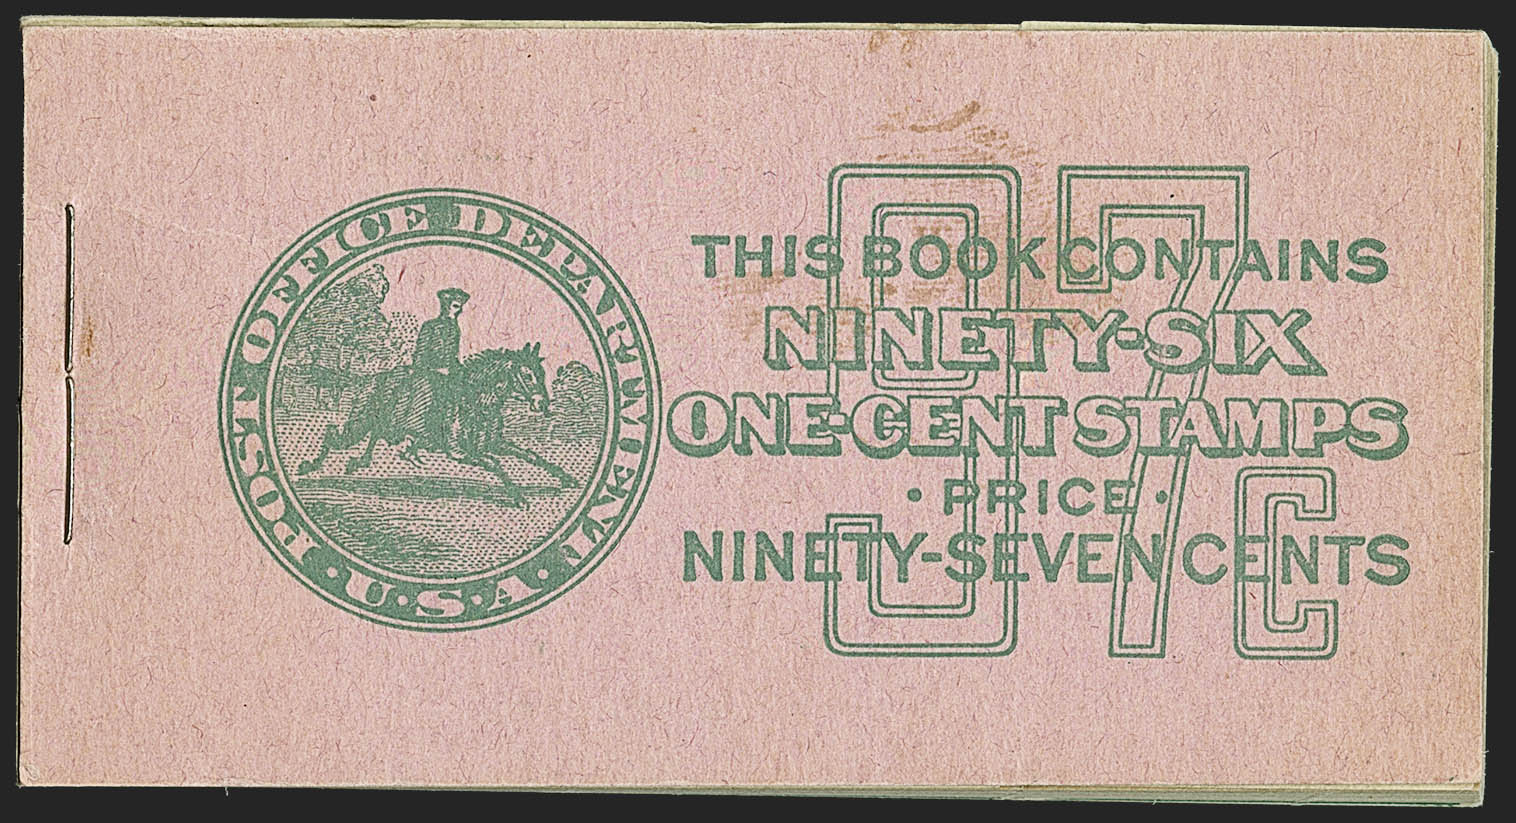 POST OFFICE DEPARTMENT
• U • S • A •
97c
THIS BOOK CONTAINS
NINETY-SIX
ONE-CENT STAMPS
• PRICE •
NINETY-SEVEN CENTS